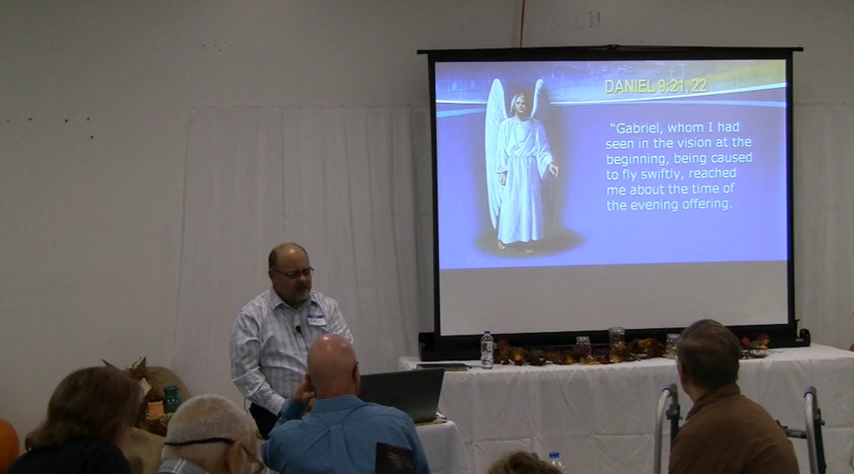 DANIEL 9:21, 22
"Gabriel, whom I had
seen in the vision at the
beginning, being caused
to fly swiftly, reached
me about the time of
the evening offering.